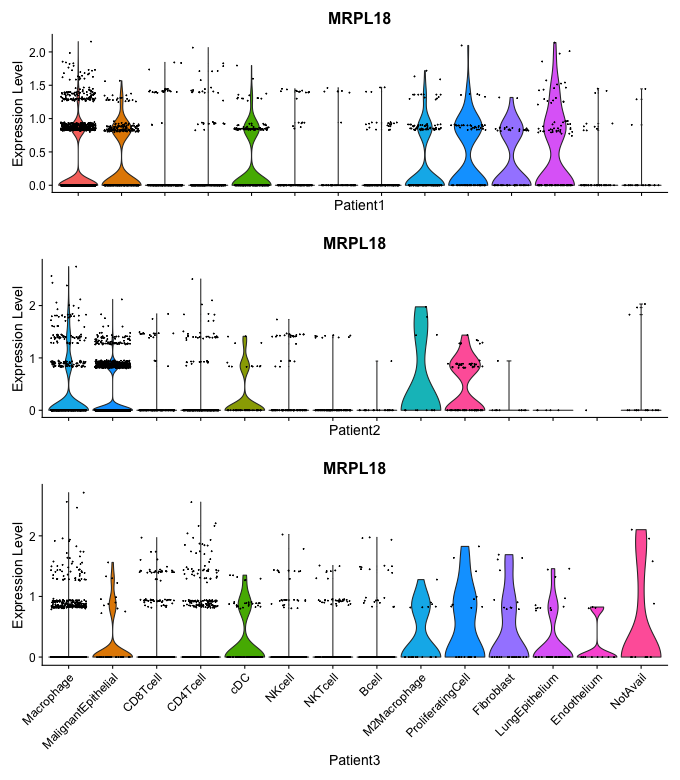 MRPL18
Expression Level
2.0
1.5
1.0
0.5
0.0
Patient1
MRPL18
Expression Level
2
1
0
Patient2
MRPL18
Expression Level
2
1
0
Macrophage
MalignantEpithelial
CD8Tcell
CD4Tcell
cDC
NKcell
NKTcell
Bcell
M2Macrophage
ProliferatingCell
Fibroblast
LungEpithelium
Endothelium
NotAvail
Patient3